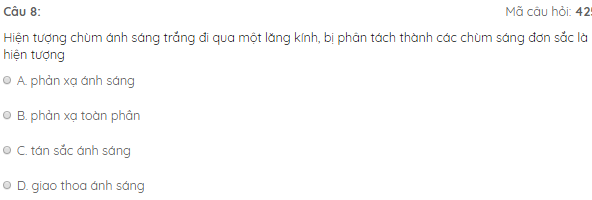 Câu 8:
Mã câu hỏi: 425
Hiện tượng chùm ánh sáng trắng đi qua một lăng kính, bị phân tách thành các chùm sáng đơn sắc là
hiện tượng
A. phản xạ ánh sáng
B. phản xạ toàn phần
C. tán sắc ánh sáng
D. giao thoa ánh sáng